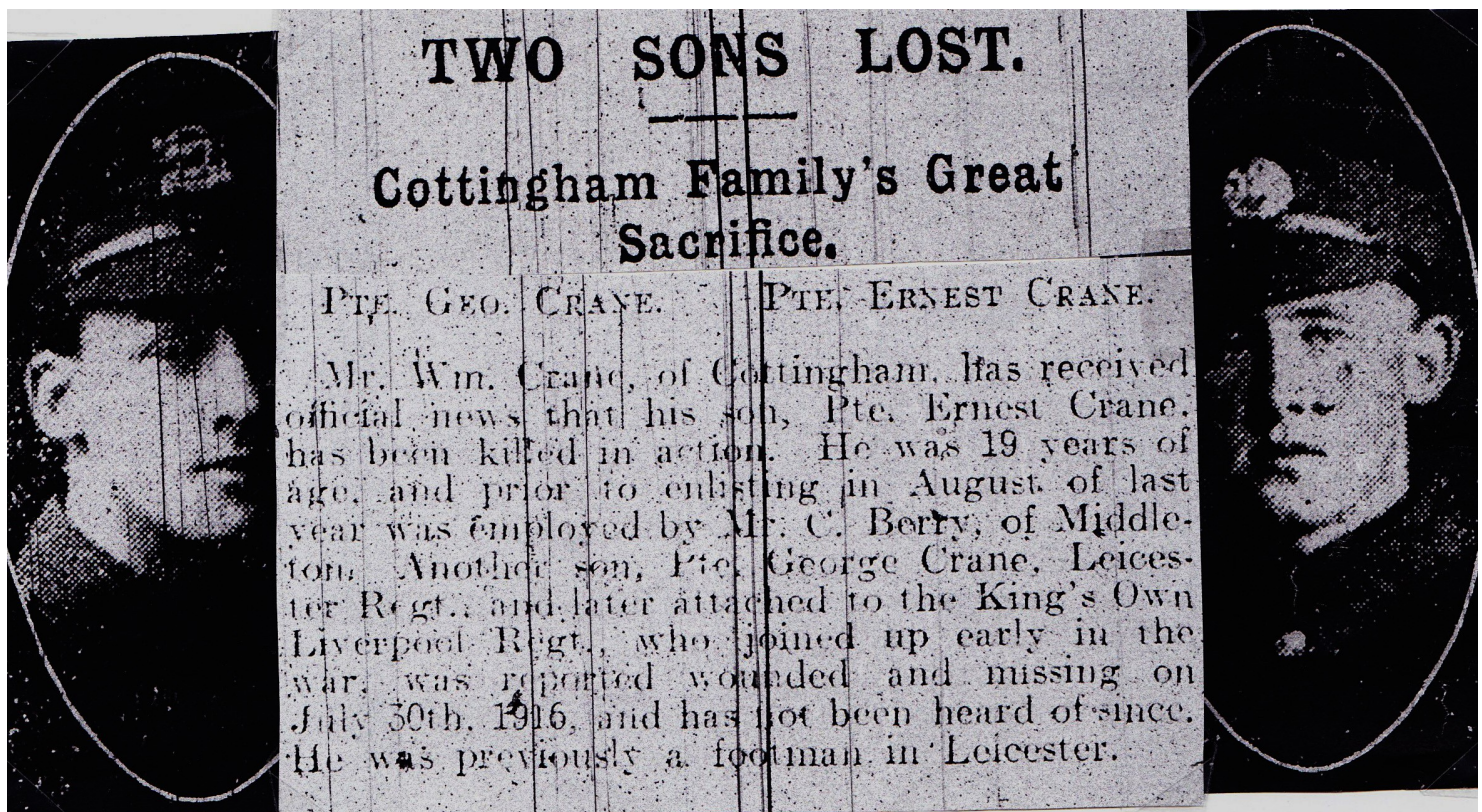 TWO SONS LOST.
Cottingham Family's Great
Sacrifice.
PTE. GEO. CRANE. PTE. ERNEST CRANE.
Mr. Wm. Crane, of Cottingham, has received
official news that his son, Pte. Ernest Crane,
has been killed in action. He was 19 years of
age, and prior to enlisting in August of last
year was employed by Mr. C. Berry, of Middle-
ton. Another son, Pte. George Crane, Leices-
ter Regt., and later attached to the King's Own
Liverpool Regt., who joined up early in the
war, was reported wounded and missing on
July 30th, 1916, and has not been heard of since.
He was previously a footman in Leicester.